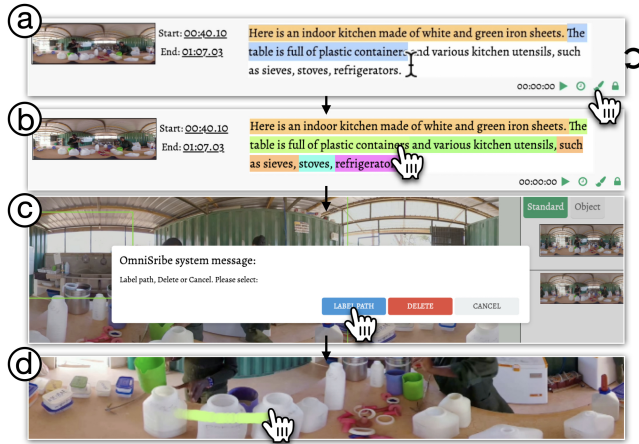 a
Start: 00:40.10
End: 01:07.03
Here is an indoor kitchen made of white and green iron sheets. The
table is full of plastic container and various kitchen utensils, such
as sieves, stoves, refrigerators.
00:00:00
b
Start: 00:40.10
End: 01:07.03
Here is an indoor kitchen made of white and green iron sheets. The
table is full of plastic containers and various kitchen utensils, such
as sieves, stoves, refrigerato
00:00:00
c
Standard Object
OmniSribe system message:
Label path, Delete or Cancel. Please select:
LABEL PATH DELETE CANCEL
d